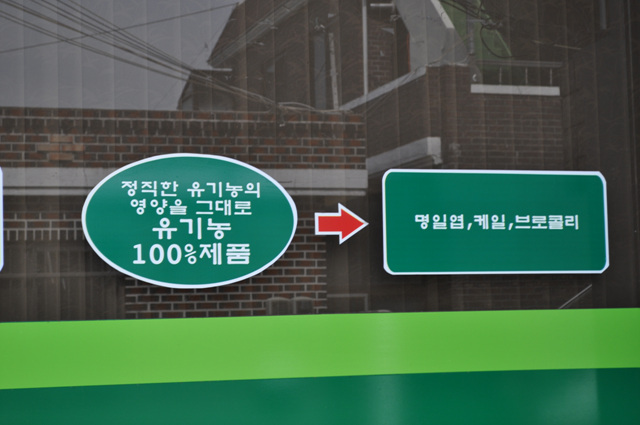 정직한 유기농의
영양을 그대로
유기농
100%제품
명일엽,케일,브로콜리